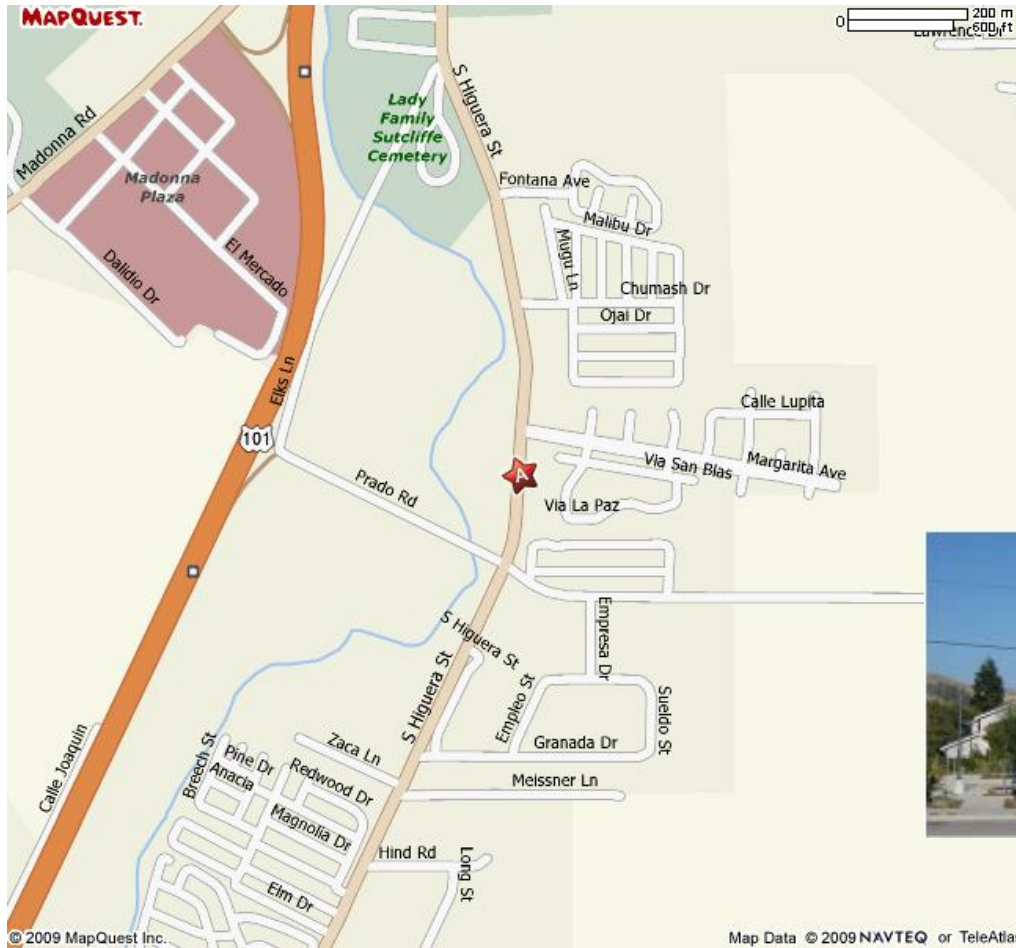 MAPQUEST.
200 m
0
600 ft
Lawrence Dr
S Higuera St
Lady
Family
Sutcliffe
Cemetery
Madonna Rd
Madonna
Plaza
Fontana Ave
Malibu Dr
Mugu Ln
El Mercado
Dalidio Dr
Chumash Dr
Ojai Dr
Elks Ln
Calle Lupita
101
A
Via San Blas
Margarita Ave
Prado Rd
Via La Paz
Empresa Dr
S Higuera St
S Higuera St
Empleo St
Sueldo St
Granada Dr
Zaca Ln
Breech St
Pine Dr
Anacia
Redwood Dr
Meissner Ln
Calle Joaquin
Magnolia Dr
Hind Rd
Long St
Elm Dr
© 2009 MapQuest Inc.
Map Data © 2009 NAVTEQ or TeleAtlas